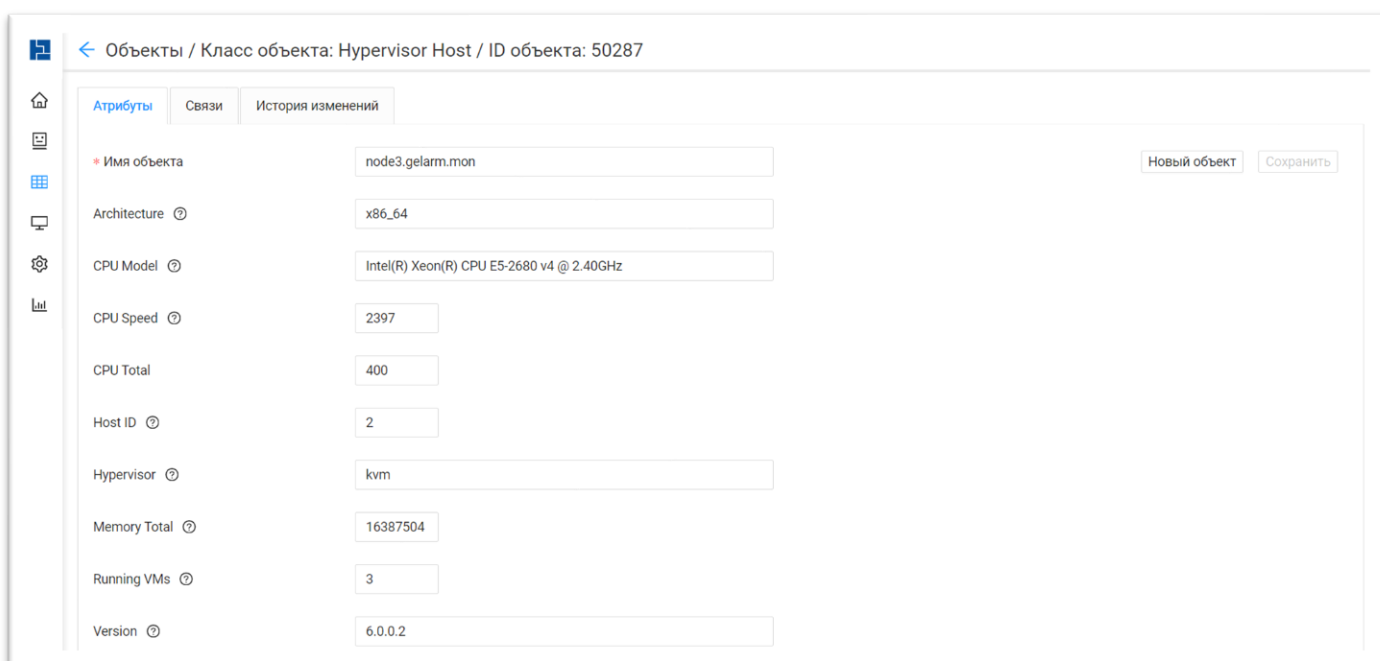 Объекты / Класс объекта: Hypervisor Host / ID объекта: 50287
Атрибуты Связи История изменений
* Имя объекта node3.gelarm.mon Новый объект Сохранить
Architecture ? x86_64
CPU Model ? Intel(R) Xeon(R) CPU E5-2680 v4 @ 2.40GHz
CPU Speed ? 2397
CPU Total 400
Host ID ? 2
Hypervisor ? kvm
Memory Total ? 16387504
Running VMs ? 3
Version ? 6.0.0.2